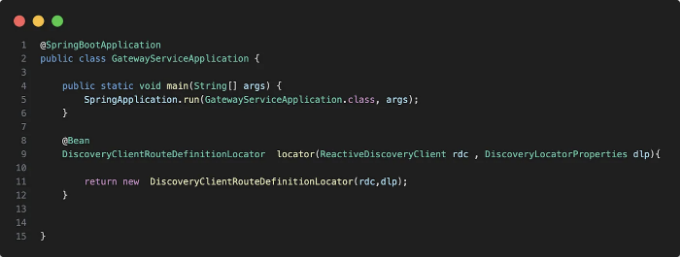 1 @SpringBootApplication
2 public class GatewayServiceApplication {
3
4     public static void main(String[] args) {
5         SpringApplication.run(GatewayServiceApplication.class, args);
6     }
7
8     @Bean
9     DiscoveryClientRouteDefinitionLocator  locator(ReactiveDiscoveryClient rdc , DiscoveryLocatorProperties dlp){
10
11         return new  DiscoveryClientRouteDefinitionLocator(rdc,dlp);
12     }
13
14
15 }